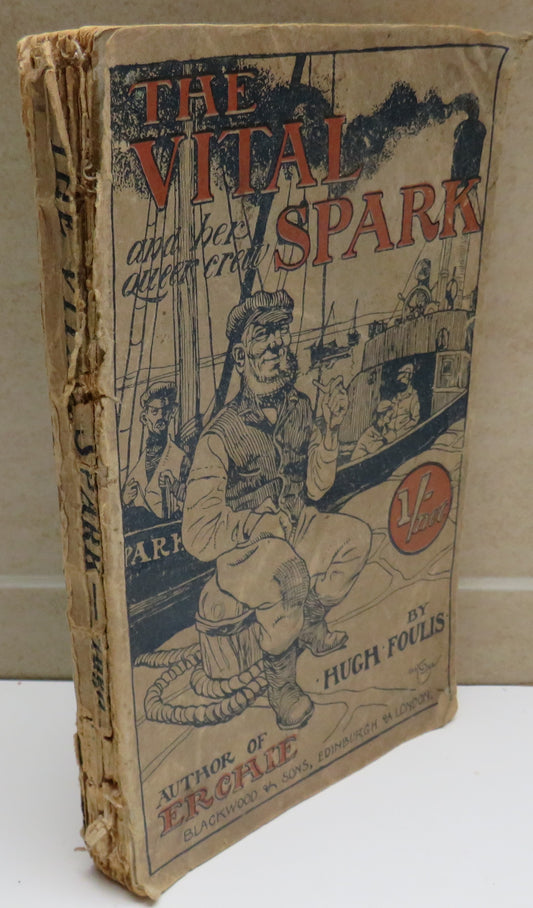 THE
VITAL
and her
queer crew
SPARK
PARK
1/-
net
BY
HUGH FOULIS
AUTHOR OF
ERCHIE
BLACKWOOD & SONS, EDINBURGH & LONDON.
THE VI
SPARK